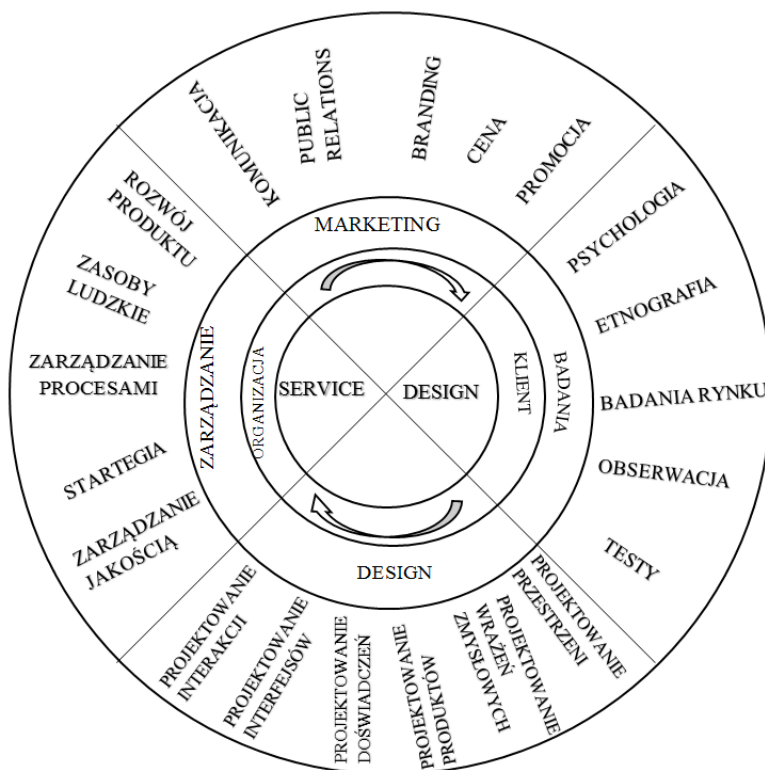 KOMUNIKACJA
PUBLIC
RELATIONS
BRANDING
CENA
PROMOCJA
MARKETING
ROZWÓJ
PRODUKTU
ZASOBY
LUDZKIE
ZARZĄDZANIE
PROCESAMI
STARTEGIA
ZARZĄDZANIE
JAKOŚCIĄ
ZARZĄDZANIE
ORGANIZACJA
SERVICE
DESIGN
KLIENT
BADANIA
PSYCHOLOGIA
ETNOGRAFIA
BADANIA RYNKU
OBSERWACJA
TESTY
DESIGN
PROJEKTOWANIE
INTERAKCJI
PROJEKTOWANIE
INTERFEJSÓW
PROJEKTOWANIE
DOŚWIADCZEŃ
PROJEKTOWANIE
PRODUKTÓW
PROJEKTOWANIE
WRAŻEŃ
ZMYSŁOWYCH
PROJEKTOWANIE
PRZESTRZENI